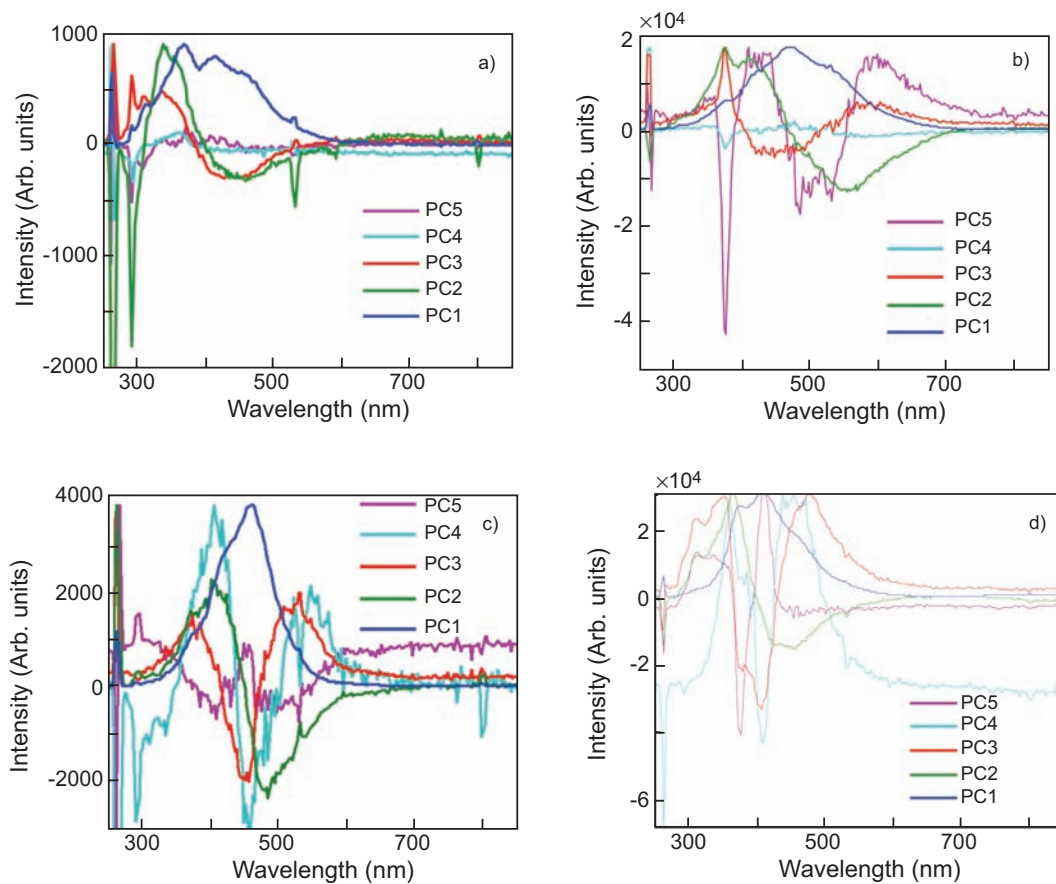 1000
0
-1000
-2000
Intensity (Arb. units)
a)
PC5
PC4
PC3
PC2
PC1
300 500 700
Wavelength (nm)
×10⁴
2
0
-2
-4
Intensity (Arb. units)
b)
PC5
PC4
PC3
PC2
PC1
300 500 700
Wavelength (nm)
4000
2000
0
-2000
Intensity (Arb. units)
c)
PC5
PC4
PC3
PC2
PC1
300 500 700
Wavelength (nm)
×10⁴
2
0
-2
-4
-6
Intensity (Arb. units)
d)
PC5
PC4
PC3
PC2
PC1
300 500 700
Wavelength (nm)